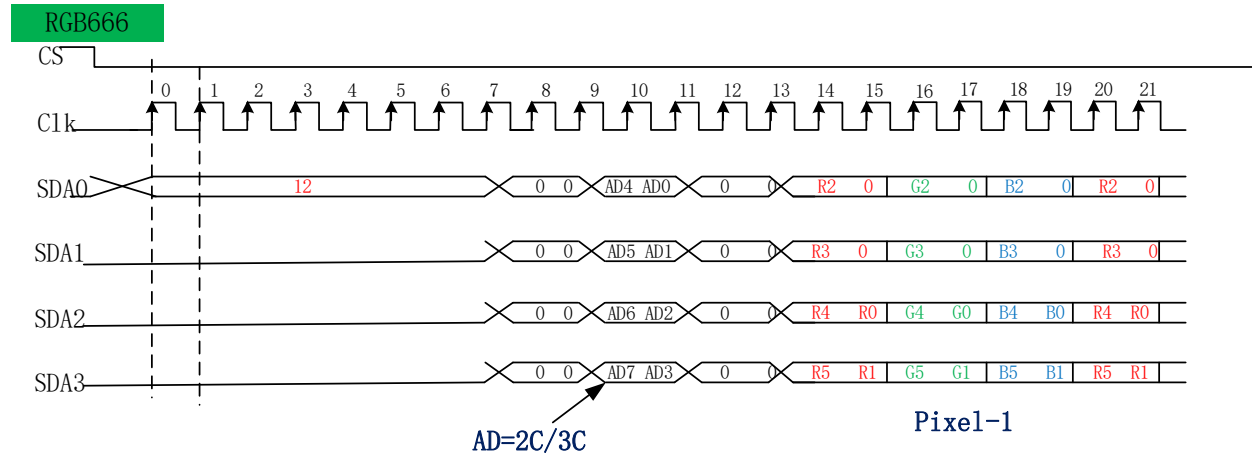 RGB666
CS
0 1 2 3 4 5 6 7 8 9 10 11 12 13 14 15 16 17 18 19 20 21
Clk
SDA0 12 0 0 AD4 AD0 0 0 R2 0 G2 0 B2 0 R2 0
SDA1 0 0 AD5 AD1 0 0 R3 0 G3 0 B3 0 R3 0
SDA2 0 0 AD6 AD2 0 0 R4 R0 G4 G0 B4 B0 R4 R0
SDA3 0 0 AD7 AD3 0 0 R5 R1 G5 G1 B5 B1 R5 R1
Pixel-1
AD=2C/3C